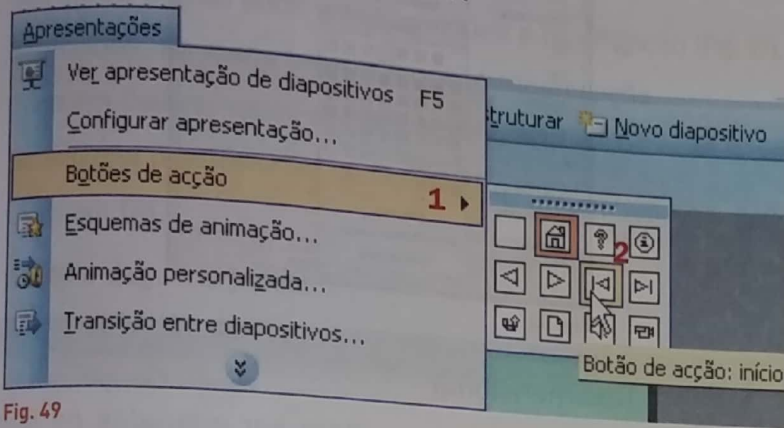 Apresentações
Ver apresentação de diapositivos F5
Configurar apresentação...
struturar Novo diapositivo
Botões de acção 1
Esquemas de animação...
2
Animação personalizada...
Transição entre diapositivos...
Botão de acção: início
Fig. 49